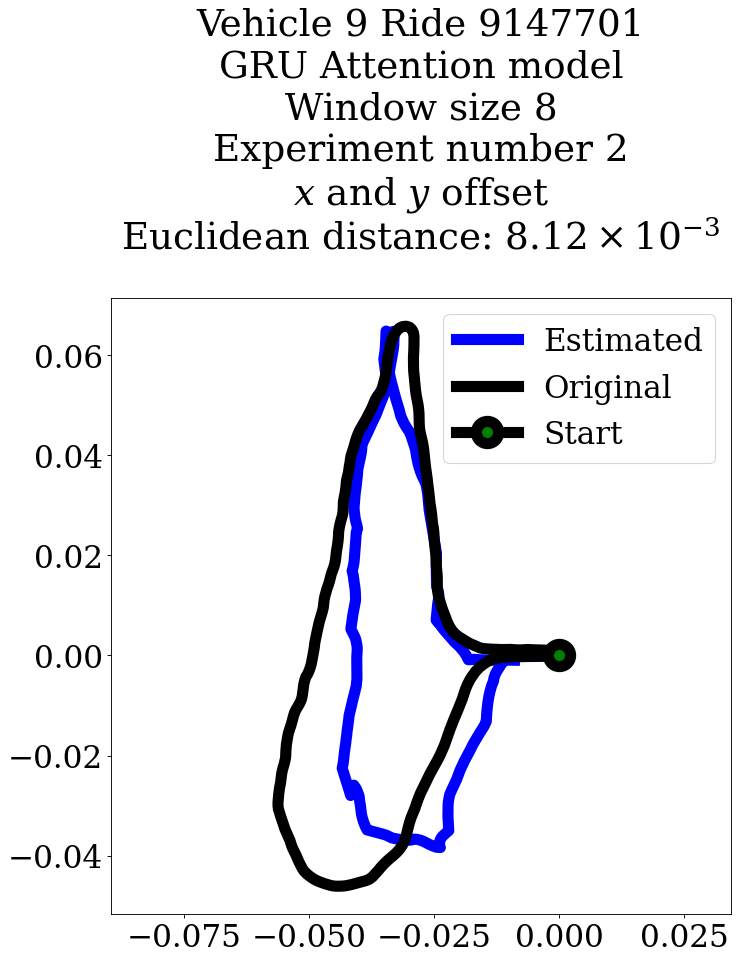 Vehicle 9 Ride 9147701
GRU Attention model
Window size 8
Experiment number 2
x and y offset
Euclidean distance: 8.12 × 10⁻³
Estimated
Original
Start
0.06
0.04
0.02
0.00
−0.02
−0.04
−0.075 −0.050 −0.025 0.000 0.025